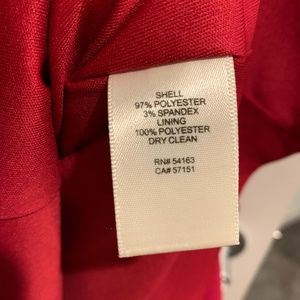 SHELL
97% POLYESTER
3% SPANDEX
LINING
100% POLYESTER
DRY CLEAN
RN# 54163
CA# 57151